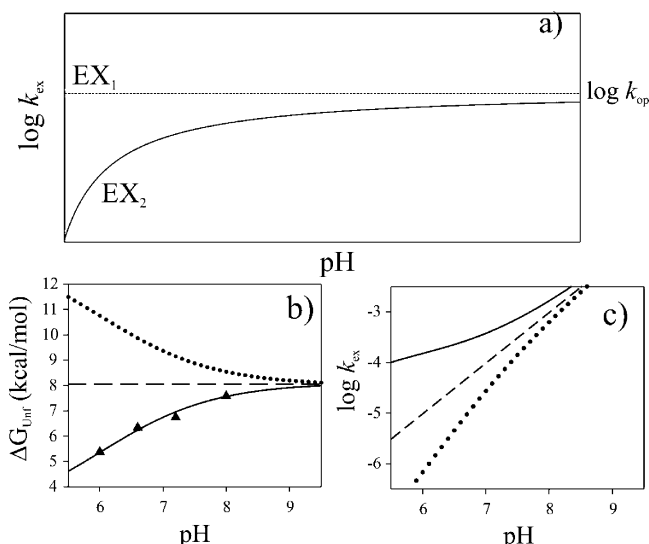 a)
EX₁
log kₑₓ
log kₒₚ
EX₂
pH
b)
ΔG_Unf (kcal/mol)
12
11
10
9
8
7
6
5
4
6 7 8 9
pH
c)
log kₑₓ
-3
-4
-5
-6
6 7 8 9
pH